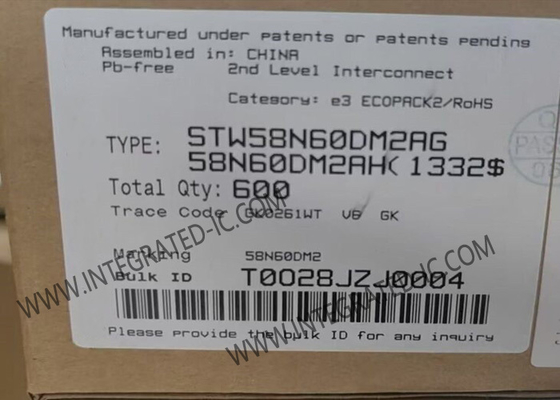 Manufactured under patents or patents pending
Assembled in: CHINA
Pb-free 2nd Level Interconnect
Category: e3 ECOPACK2/RoHS
TYPE: STW58N60DM2AG
58N60DM2AH( 1332$
Total Qty: 600
Trace Code GK0261WT V6 GK
Marking 58N60DM2
Bulk ID T0028JZJ0004
Please provide the bulk ID for any inquiry
WWW.INTEGRATED-IC.COM
WWW.INTEGRATED-IC.COM